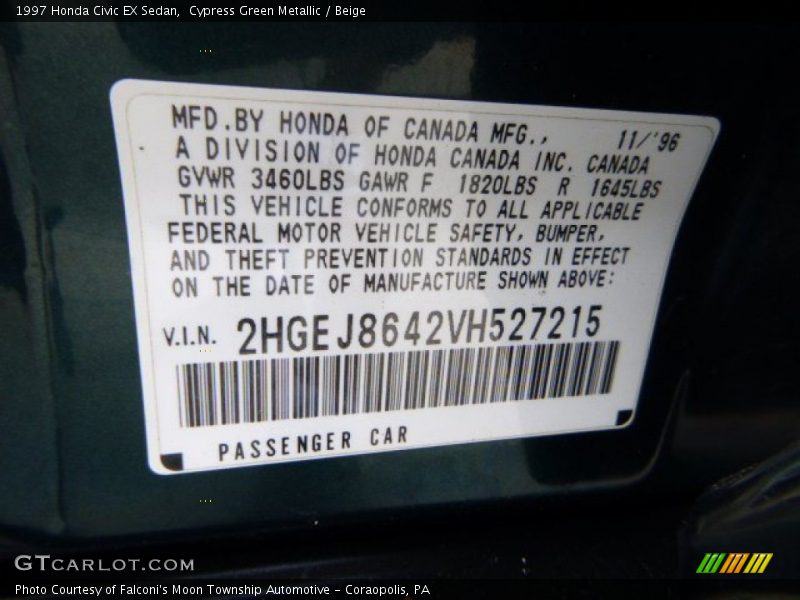 1997 Honda Civic EX Sedan,  Cypress Green Metallic / Beige
MFD.BY HONDA OF CANADA MFG., 11/'96
A DIVISION OF HONDA CANADA INC. CANADA
GVWR 3460LBS GAWR F 1820LBS R 1645LBS
THIS VEHICLE CONFORMS TO ALL APPLICABLE
FEDERAL MOTOR VEHICLE SAFETY, BUMPER,
AND THEFT PREVENTION STANDARDS IN EFFECT
ON THE DATE OF MANUFACTURE SHOWN ABOVE:
V.I.N. 2HGEJ8642VH527215
PASSENGER CAR
GTCARLOT.COM
Photo Courtesy of Falconi's Moon Township Automotive – Coraopolis, PA